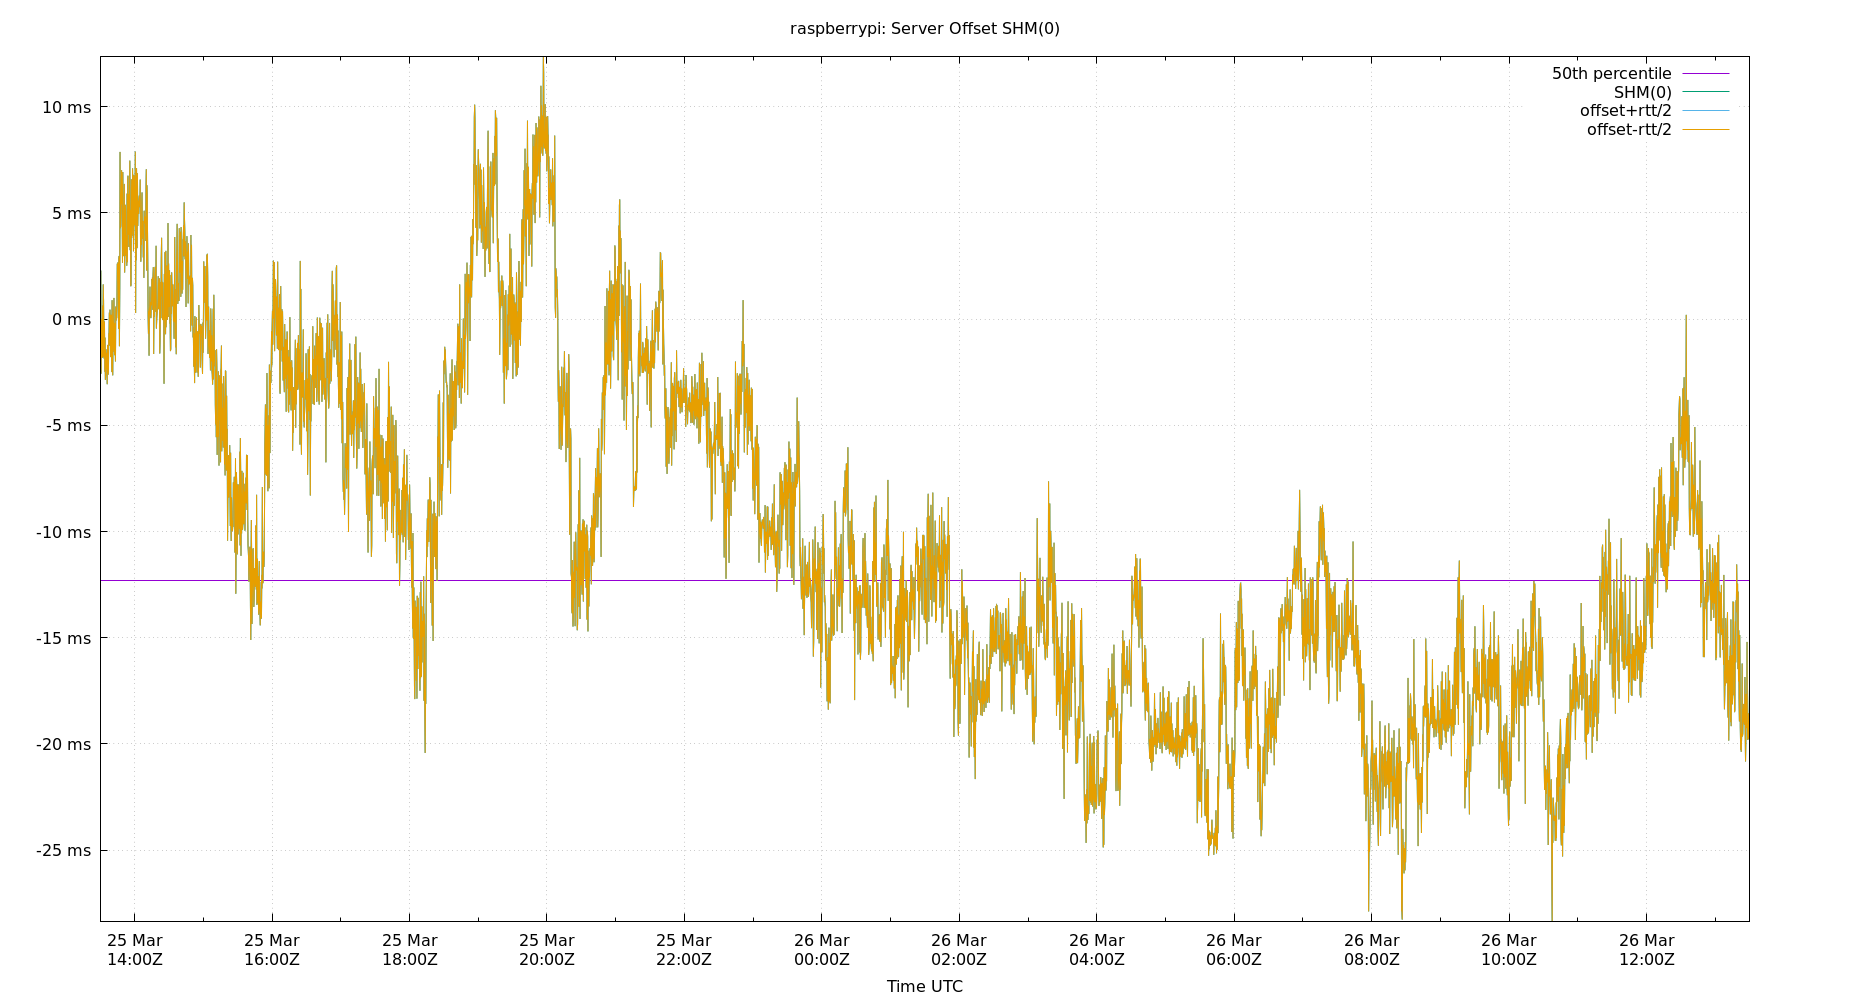 raspberrypi: Server Offset SHM(0)
50th percentile
SHM(0)
offset+rtt/2
offset-rtt/2
10 ms
5 ms
0 ms
-5 ms
-10 ms
-15 ms
-20 ms
-25 ms
25 Mar 25 Mar 25 Mar 25 Mar 25 Mar 26 Mar 26 Mar 26 Mar 26 Mar 26 Mar 26 Mar 26 Mar
14:00Z 16:00Z 18:00Z 20:00Z 22:00Z 00:00Z 02:00Z 04:00Z 06:00Z 08:00Z 10:00Z 12:00Z
Time UTC